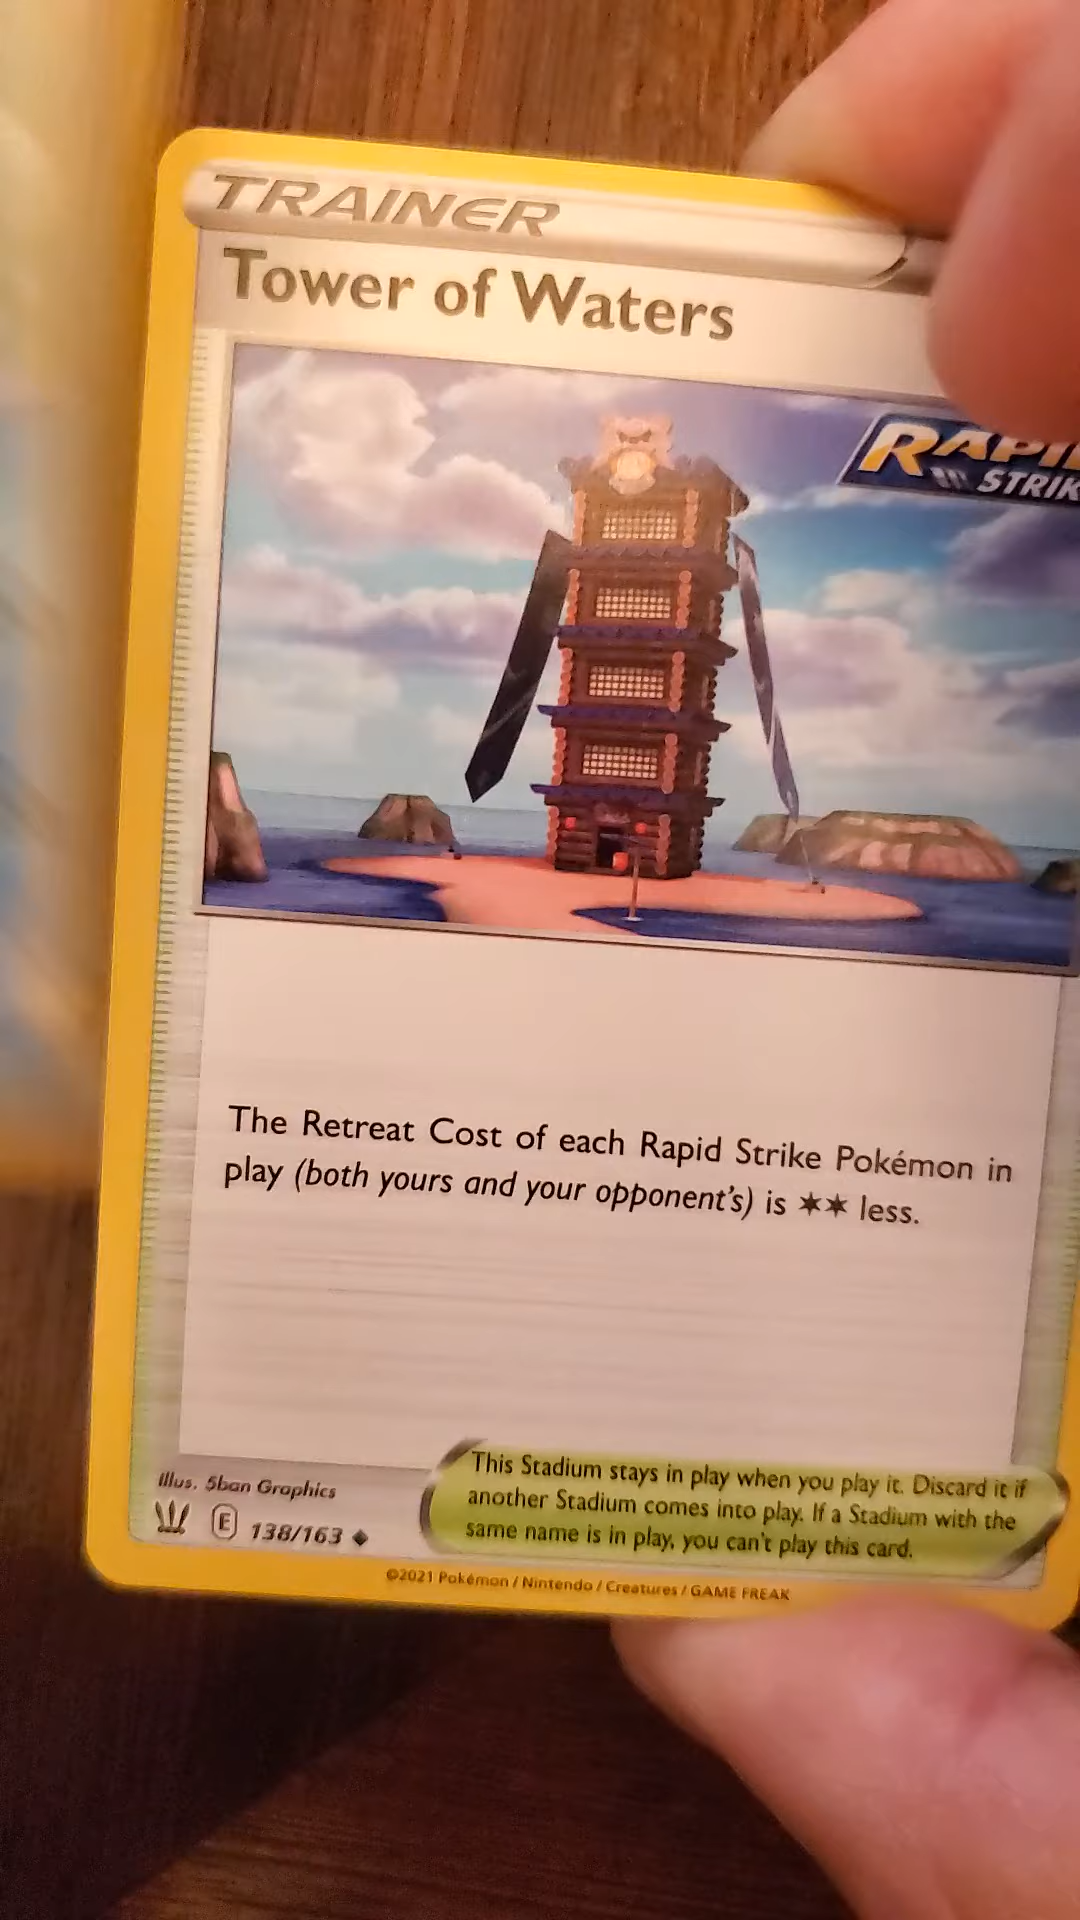 TRAINER
Tower of Waters
RAPI
STRIK
The Retreat Cost of each Rapid Strike Pokémon in
play (both yours and your opponent's) is ✶✶ less.
This Stadium stays in play when you play it. Discard it if
another Stadium comes into play. If a Stadium with the
same name is in play, you can't play this card.
Illus. 5ban Graphics
E 138/163 ◆
©2021 Pokémon / Nintendo / Creatures / GAME FREAK